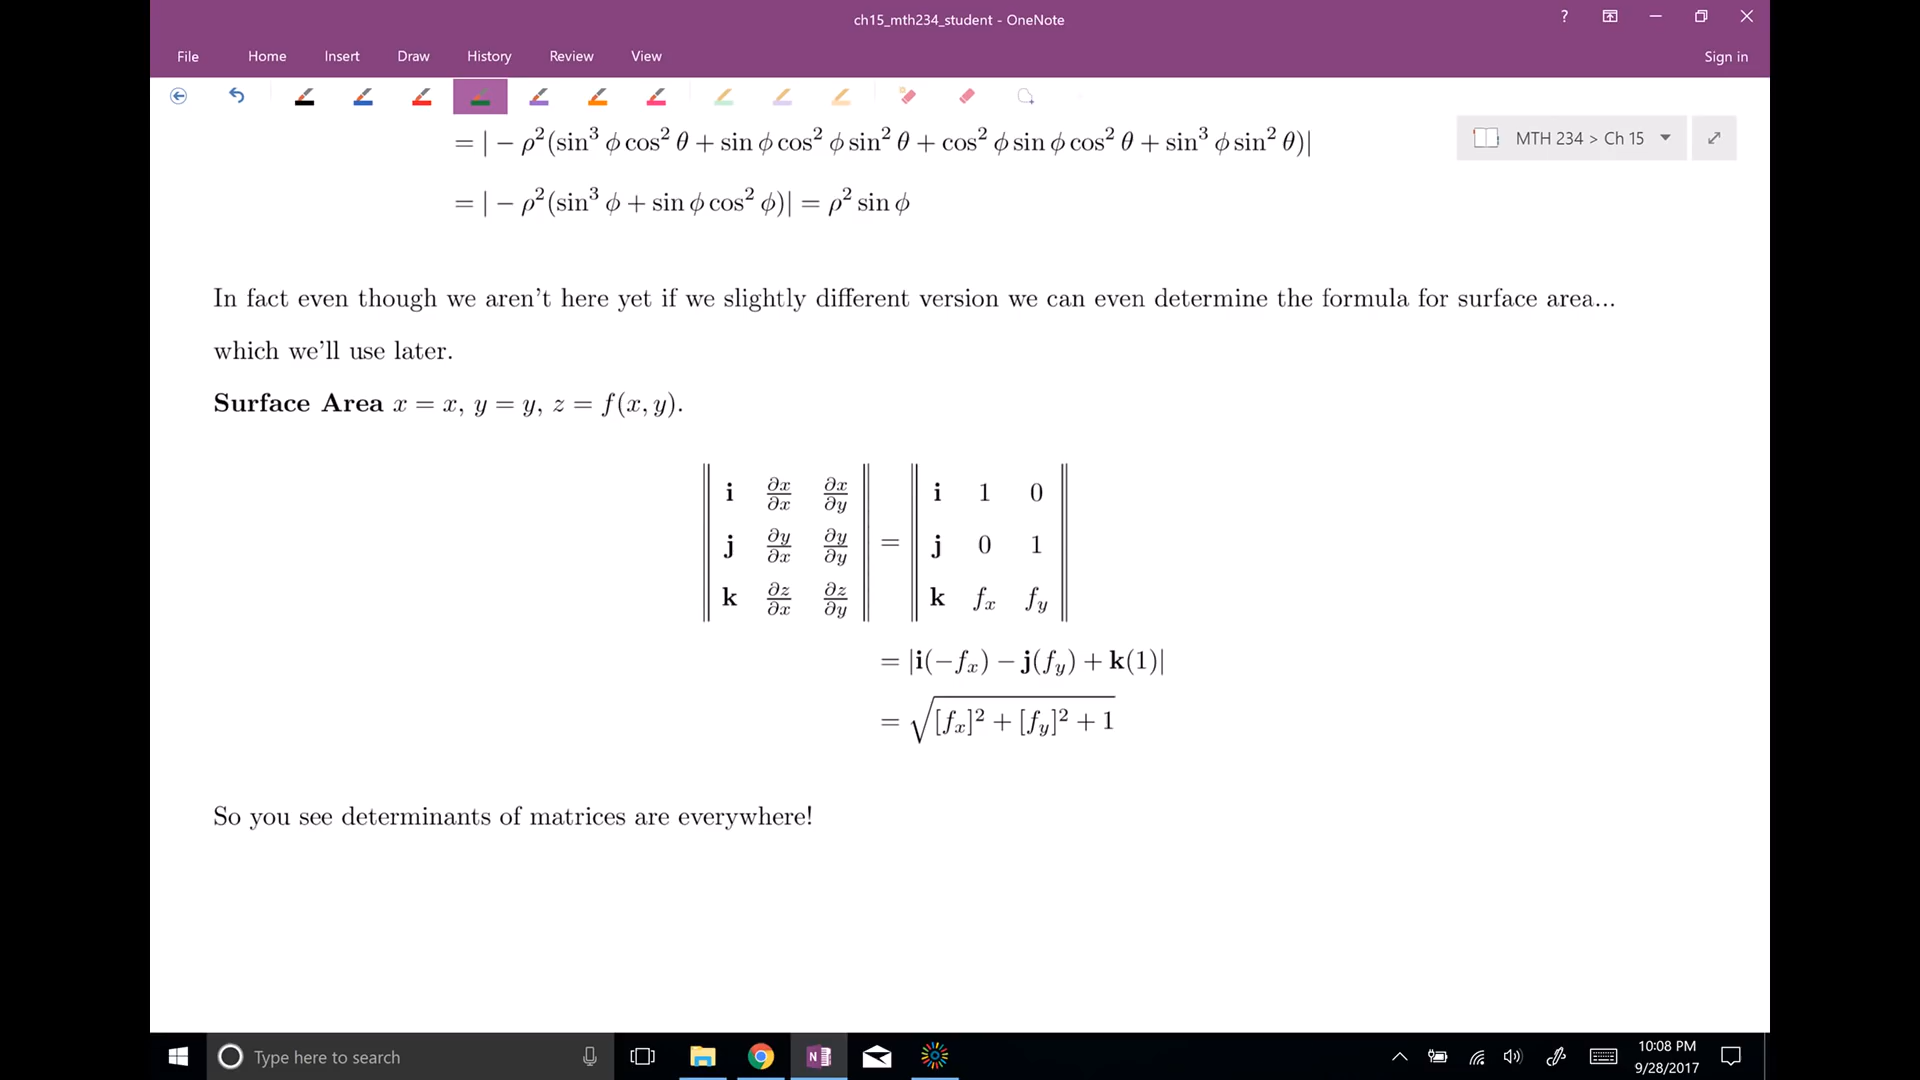 ch15_mth234_student - OneNote
?
File Home Insert Draw History Review View Sign in
MTH 234 > Ch 15
= | − ρ²(sin³ ϕ cos² θ + sin ϕ cos² ϕ sin² θ + cos² ϕ sin ϕ cos² θ + sin³ ϕ sin² θ)|
= | − ρ²(sin³ ϕ + sin ϕ cos² ϕ)| = ρ² sin ϕ
In fact even though we aren't here yet if we slightly different version we can even determine the formula for surface area...
which we'll use later.
Surface Area x = x, y = y, z = f(x, y).
‖ i ∂x/∂x ∂x/∂y ‖ ‖ i 1 0 ‖
‖ j ∂y/∂x ∂y/∂y ‖ = ‖ j 0 1 ‖
‖ k ∂z/∂x ∂z/∂y ‖ ‖ k fₓ f_y ‖
= |i(−fₓ) − j(f_y) + k(1)|
= √([fₓ]² + [f_y]² + 1)
So you see determinants of matrices are everywhere!
Type here to search
N
10:08 PM
9/28/2017